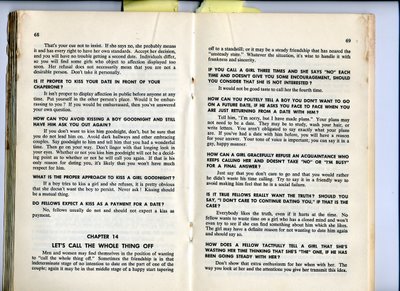 68
That's your cue not to insist. If she says no, she probably means
it and has every right to have her own standards. Accept her decision,
and you will have no trouble getting a second date. Individuals differ,
so you will find some girls who object to affection displayed too
soon. Her refusal does not necessarily mean that you are not a
desirable person. Don't take it personally.
IS IT PROPER TO KISS YOUR DATE IN FRONT OF YOUR
CHAPERONE?
It isn't proper to display affection in public before anyone at any
time. Put yourself in the other person's place. Would it be embar-
rassing to you? If you would be embarrassed, then you've answered
your own question.
HOW CAN YOU AVOID KISSING A BOY GOODNIGHT AND STILL
HAVE HIM ASK YOU OUT AGAIN?
If you don't want to kiss him goodnight, don't, but be sure that
you do not lead him on. Avoid dark hallways and other embracing
couples. Say goodnight to him and tell him that you had a wonderful
time. Then go on your way. Don't linger with that longing look in
your eyes. Whether or not you kiss him goodnight is not the determin-
ing point as to whether or not he will call you again. If that is his
only reason for dating you, it's likely that you won't have much
respect for him.
WHAT IS THE PROPER APPROACH TO KISS A GIRL GOODNIGHT?
If a boy tries to kiss a girl and she refuses, it is pretty obvious
that she doesn't want the boy to persist. Never ask! Kissing should
be a mutual thing.
DO FELLOWS EXPECT A KISS AS A PAYMENT FOR A DATE?
No, fellows usually do not and should not expect a kiss as
payment.
CHAPTER 14
LET'S CALL THE WHOLE THING OFF
Men and women may find themselves in the position of wanting
to "call the whole thing off." Sometimes the friendship is in that
indeterminate stage of no intention to date on the part of one of the
couple; again it may be in that middle stage of a happy start tapering
69
off to a standstill; or it may be a steady friendship that has neared the
"unsteady state." Whatever the situation, it's wise to handle it with
frankness and sincerity.
IF YOU CALL A GIRL THREE TIMES AND SHE SAYS "NO" EACH
TIME AND DOESN'T GIVE YOU SOME ENCOURAGEMENT, SHOULD
YOU CONSIDER THAT SHE IS NOT INTERESTED?
It would not be good taste to call her the fourth time.
HOW CAN YOU POLITELY TELL A BOY YOU DON'T WANT TO GO
ON A FUTURE DATE, IF HE ASKS YOU FACE TO FACE WHEN YOU
ARE JUST RETURNING FROM A DATE WITH HIM?
Tell him, "I'm sorry, but I have made plans." Your plans may
not need to be a date. They may be to study, wash your hair, or
write letters. You aren't obligated to say exactly what your plans
are. If you've had a date with him before, you will have a reason
for your answer. Your tone of voice is important; you can say it in a
gay, happy manner.
HOW CAN A GIRL GRACEFULLY REFUSE AN ACQUAINTANCE WHO
KEEPS CALLING HER AND DOESN'T TAKE "NO" OR "I'M BUSY"
FOR A FINAL ANSWER?
Just say that you don't care to go and that you would rather
he didn't waste his time calling. Try to say it in a friendly way to
avoid making him feel that he is a social failure.
IS IT TRUE FELLOWS REALLY WANT THE TRUTH? SHOULD YOU
SAY, "I DON'T CARE TO CONTINUE DATING YOU," IF THAT IS THE
CASE?
Everybody likes the truth, even if it hurts at the time. No
fellow wants to waste time on a girl who has a closed mind and won't
even try to see if she can find something about him which she likes.
The girl may have a definite reason for not wanting to date him again
and should say so.
HOW DOES A FELLOW TACTFULLY TELL A GIRL THAT SHE'S
WASTING HER TIME THINKING THAT SHE'S "THE" ONE, IF HE HAS
BEEN GOING STEADY WITH HER?
Don't show that extra enthusiasm for her when with her. The
way you look at her and the attentions you give her transmit this idea.